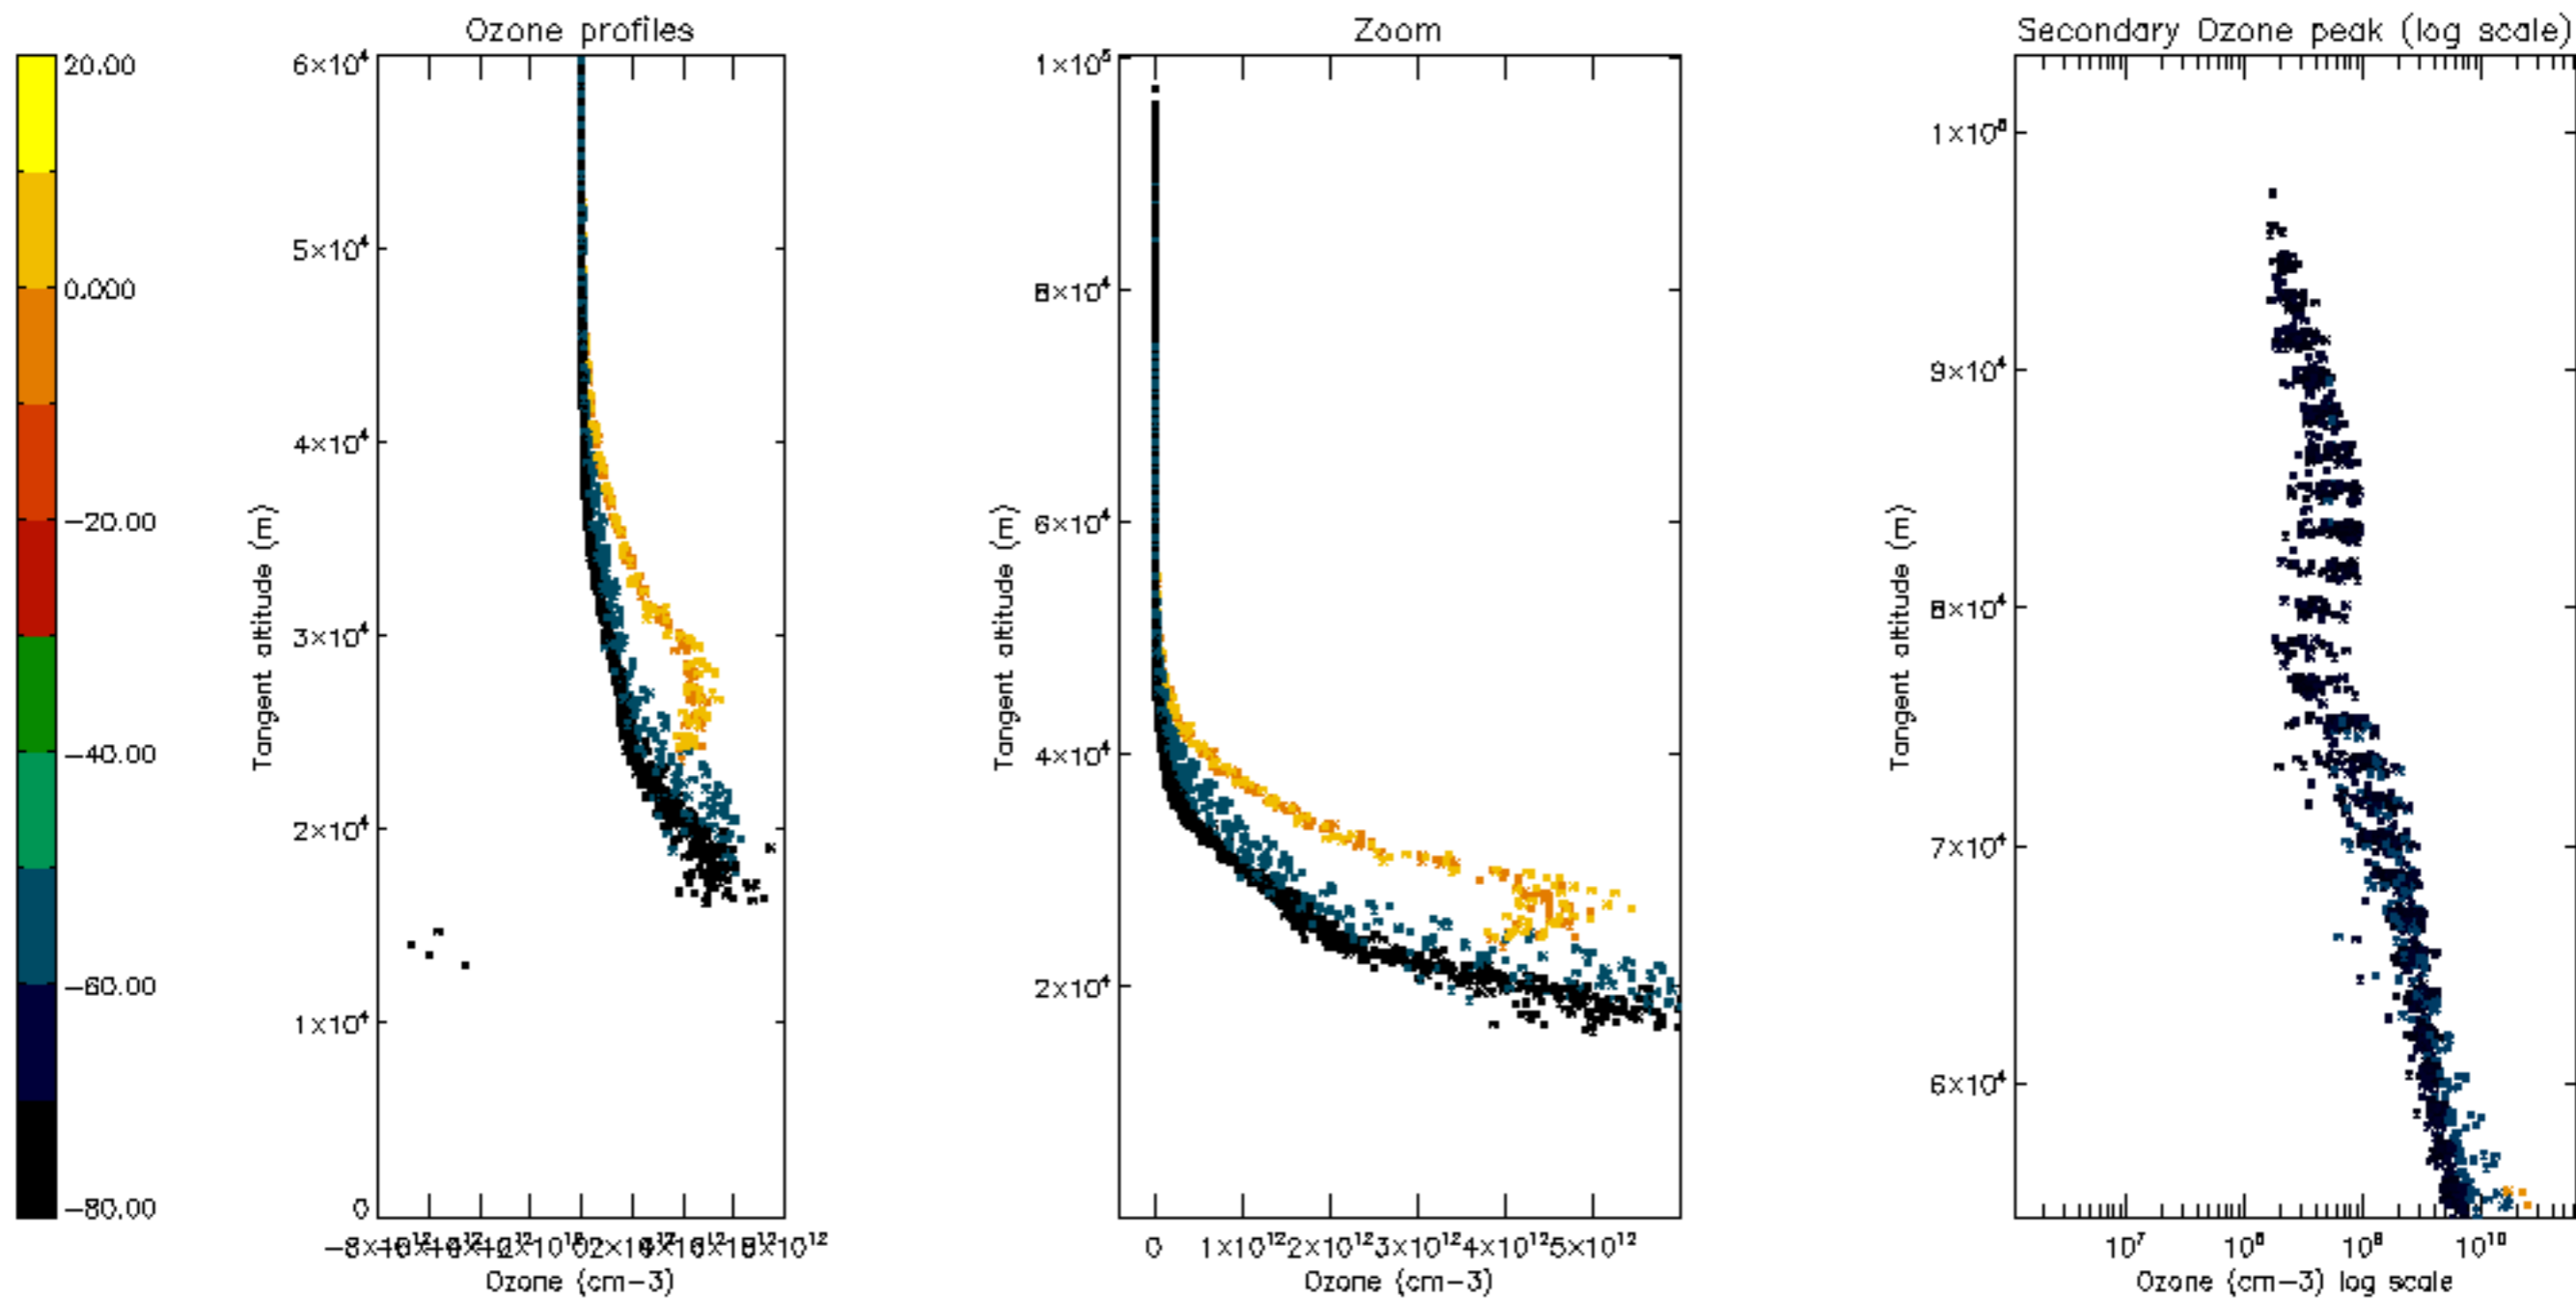 Ozone profiles
Zoom
Secondary Ozone peak (log scale)
20.00
0.000
−20.00
−40.00
−60.00
−80.00
6×10⁴
5×10⁴
4×10⁴
3×10⁴
2×10⁴
1×10⁴
0
Tangent altitude (m)
Ozone (cm−3)
1×10⁵
8×10⁴
6×10⁴
4×10⁴
2×10⁴
Tangent altitude (m)
0 1×10¹² 2×10¹² 3×10¹² 4×10¹² 5×10¹²
Ozone (cm−3)
9×10⁴
8×10⁴
7×10⁴
6×10⁴
Tangent altitude (m)
10⁷ 10⁸ 10⁹ 10¹⁰
Ozone (cm−3) log scale